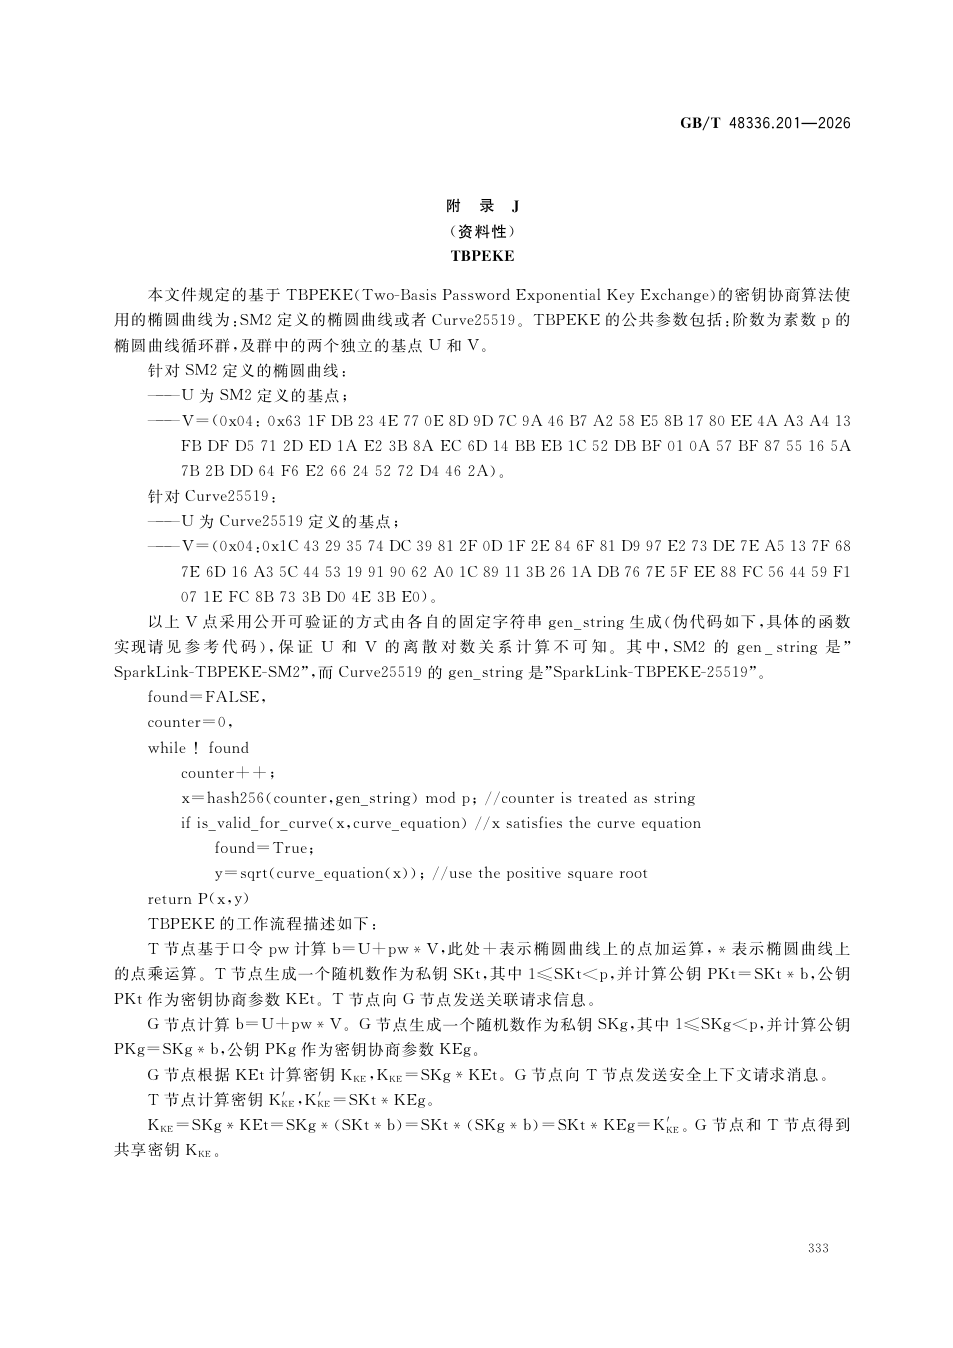 GB/T 48336.201—2026
附 录 J
（资料性）
TBPEKE
本文件规定的基于 TBPEKE(Two-Basis Password Exponential Key Exchange)的密钥协商算法使
用的椭圆曲线为:SM2 定义的椭圆曲线或者 Curve25519。TBPEKE 的公共参数包括:阶数为素数 p 的
椭圆曲线循环群,及群中的两个独立的基点 U 和 V。
针对 SM2 定义的椭圆曲线:
——U 为 SM2 定义的基点;
——V=(0x04: 0x63 1F DB 23 4E 77 0E 8D 9D 7C 9A 46 B7 A2 58 E5 8B 17 80 EE 4A A3 A4 13
FB DF D5 71 2D ED 1A E2 3B 8A EC 6D 14 BB EB 1C 52 DB BF 01 0A 57 BF 87 55 16 5A
7B 2B DD 64 F6 E2 66 24 52 72 D4 46 2A)。
针对 Curve25519:
——U 为 Curve25519 定义的基点;
——V=(0x04:0x1C 43 29 35 74 DC 39 81 2F 0D 1F 2E 84 6F 81 D9 97 E2 73 DE 7E A5 13 7F 68
7E 6D 16 A3 5C 44 53 19 91 90 62 A0 1C 89 11 3B 26 1A DB 76 7E 5F EE 88 FC 56 44 59 F1
07 1E FC 8B 73 3B D0 4E 3B E0)。
以上 V 点采用公开可验证的方式由各自的固定字符串 gen_string 生成(伪代码如下,具体的函数
实现请见参考代码),保证 U 和 V 的离散对数关系计算不可知。其中,SM2 的 gen_string 是”
SparkLink-TBPEKE-SM2”,而 Curve25519 的 gen_string 是”SparkLink-TBPEKE-25519”。
found=FALSE,
counter=0,
while ! found
counter++;
x=hash256(counter,gen_string) mod p; //counter is treated as string
if is_valid_for_curve(x,curve_equation) //x satisfies the curve equation
found=True;
y=sqrt(curve_equation(x)); //use the positive square root
return P(x,y)
TBPEKE 的工作流程描述如下:
T 节点基于口令 pw 计算 b=U+pw*V,此处+表示椭圆曲线上的点加运算,*表示椭圆曲线上
的点乘运算。T 节点生成一个随机数作为私钥 SKt,其中 1≤SKt<p,并计算公钥 PKt=SKt*b,公钥
PKt 作为密钥协商参数 KEt。T 节点向 G 节点发送关联请求信息。
G 节点计算 b=U+pw*V。G 节点生成一个随机数作为私钥 SKg,其中 1≤SKg<p,并计算公钥
PKg=SKg*b,公钥 PKg 作为密钥协商参数 KEg。
G 节点根据 KEt 计算密钥 K_KE,K_KE=SKg*KEt。G 节点向 T 节点发送安全上下文请求消息。
T 节点计算密钥 K′_KE,K′_KE=SKt*KEg。
K_KE=SKg*KEt=SKg*(SKt*b)=SKt*(SKg*b)=SKt*KEg=K′_KE。G 节点和 T 节点得到
共享密钥 K_KE。
333